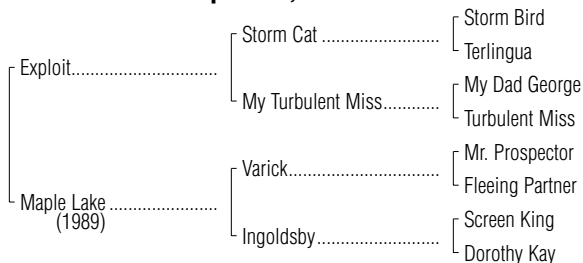 Storm Bird
Storm Cat ..............................
Terlingua
Exploit.....................................
My Dad George
My Turbulent Miss..............
Turbulent Miss
Mr. Prospector
Varick.......................................
Fleeing Partner
Maple Lake ...........................
(1989)
Screen King
Ingoldsby................................
Dorothy Kay